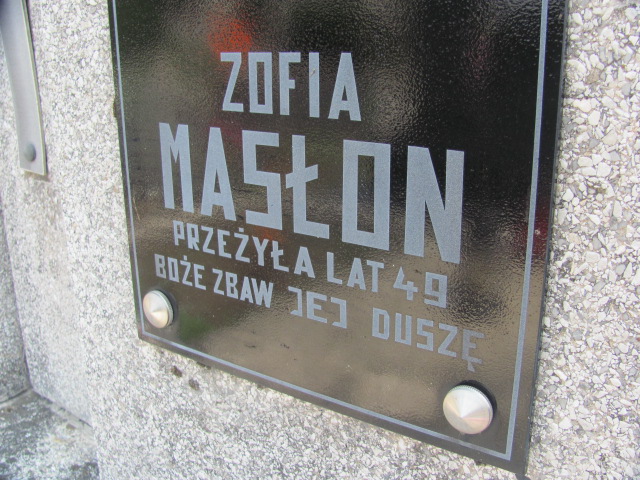 ZOFIA
MASŁON
PRZEŻYŁA LAT 49
BOŻE ZBAW JEJ DUSZĘ